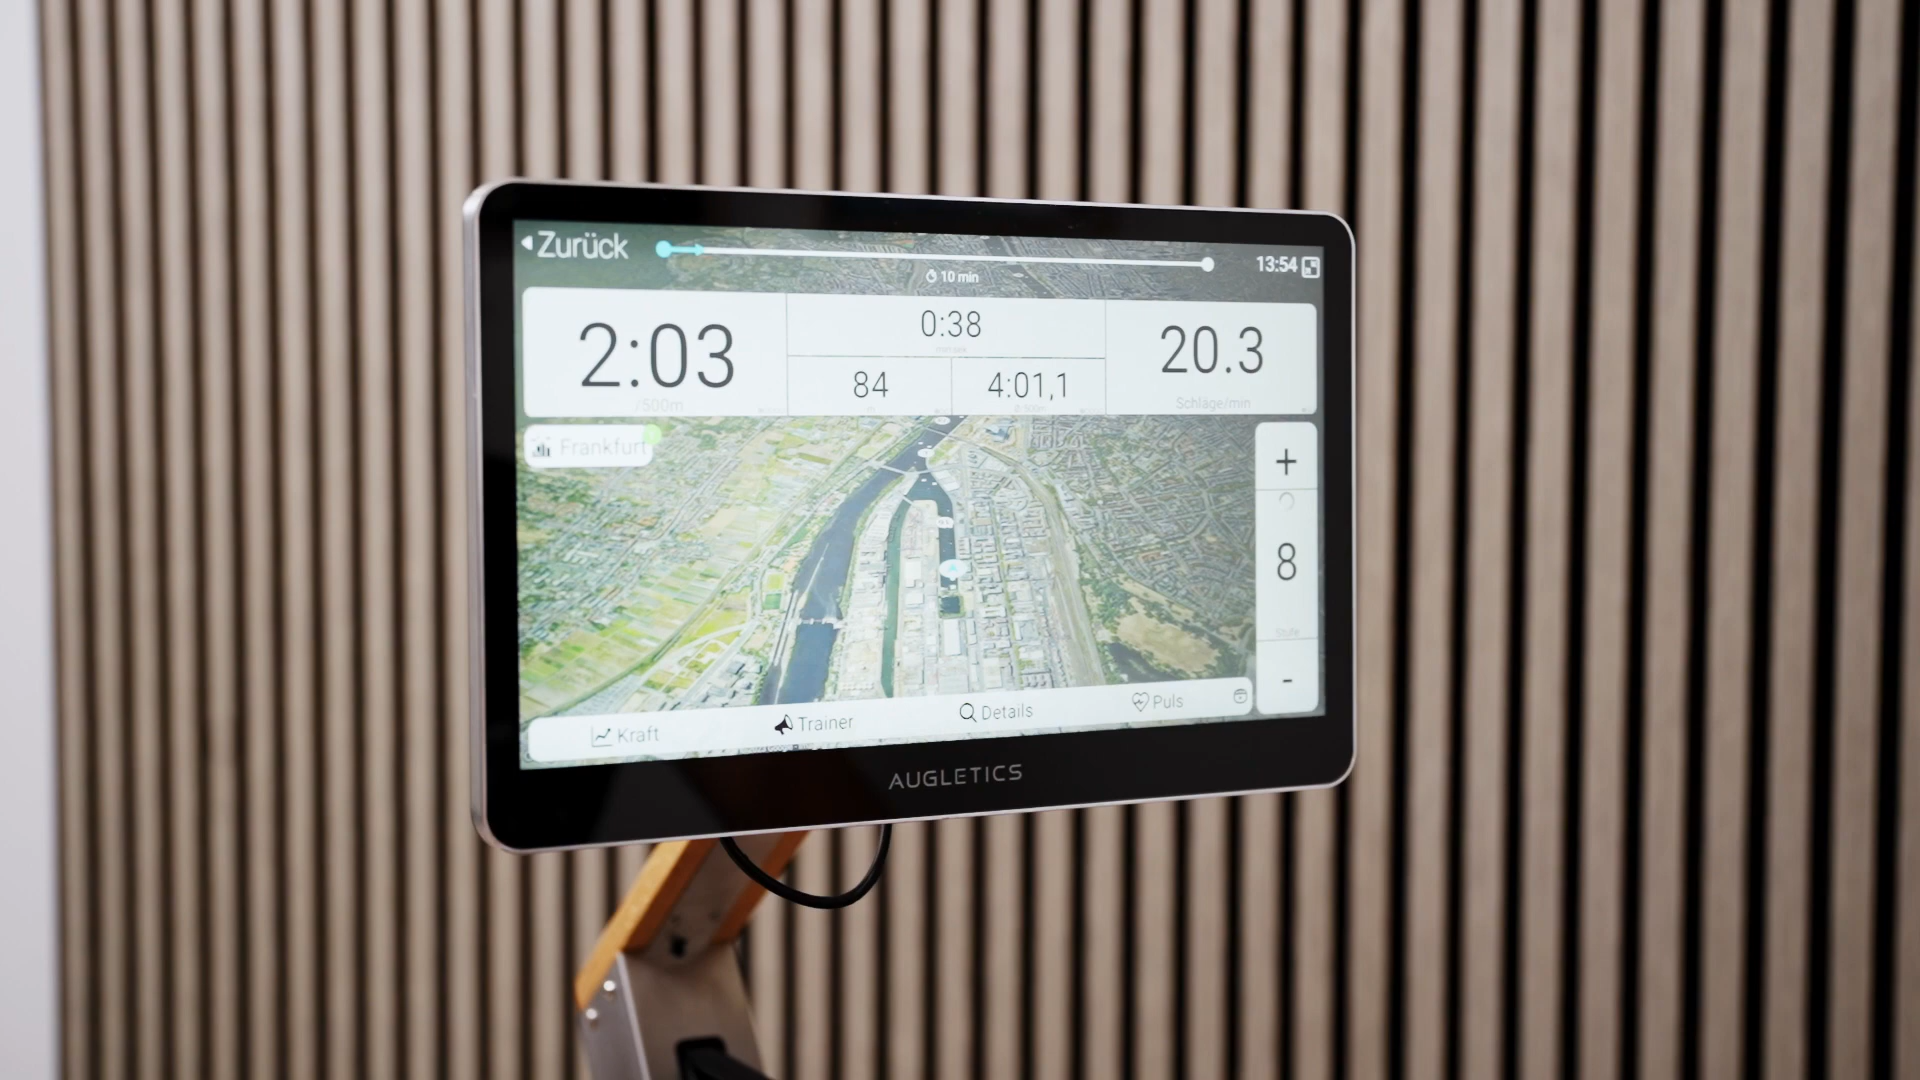 Zurück
10 min
13:54
2:03
/500m
0:38
84
m
4:01,1
20.3
Schläge/min
Frankfurt
+
8
Stufe
-
Kraft
Trainer
Details
Puls
AUGLETICS